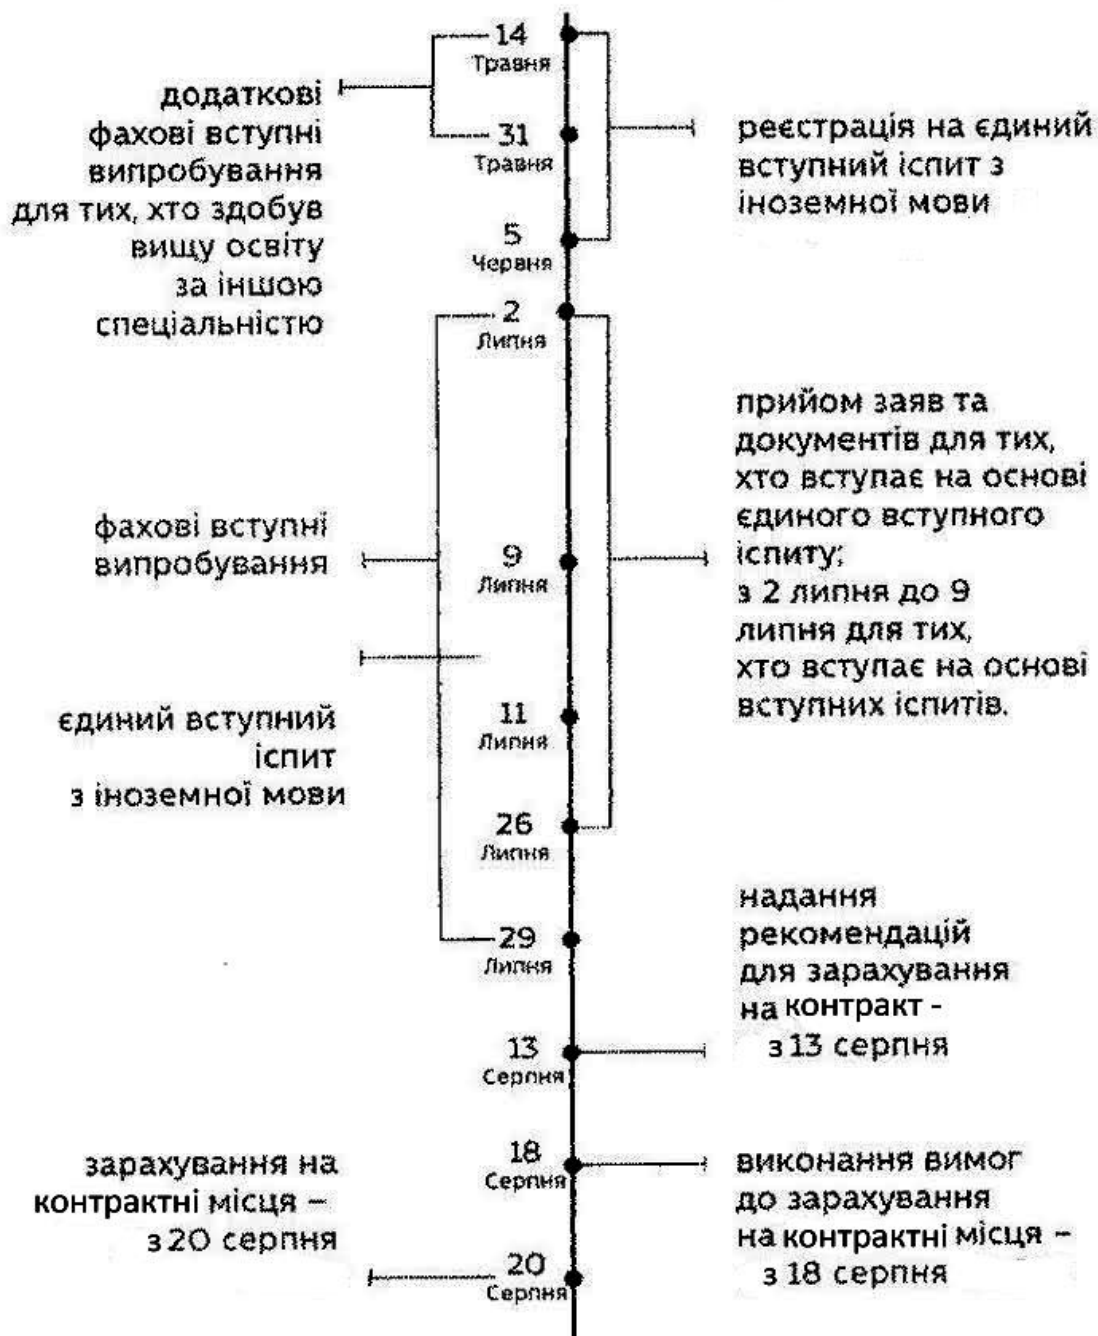 14
Травня
додаткові
фахові вступні
випробування
для тих, хто здобув
вищу освіту
за іншою
спеціальністю
31
Травня
реєстрація на єдиний
вступний іспит з
іноземної мови
5
Червня
2
Липня
прийом заяв та
документів для тих,
хто вступає на основі
єдиного вступного
іспиту;
з 2 липня до 9
липня для тих,
хто вступає на основі
вступних іспитів.
фахові вступні
випробування
9
Липня
єдиний вступний
іспит
з іноземної мови
11
Липня
26
Липня
29
Липня
надання
рекомендацій
для зарахування
на контракт -
з 13 серпня
13
Серпня
18
Серпня
зарахування на
контрактні місця –
з 20 серпня
виконання вимог
до зарахування
на контрактні місця –
з 18 серпня
20
Серпня